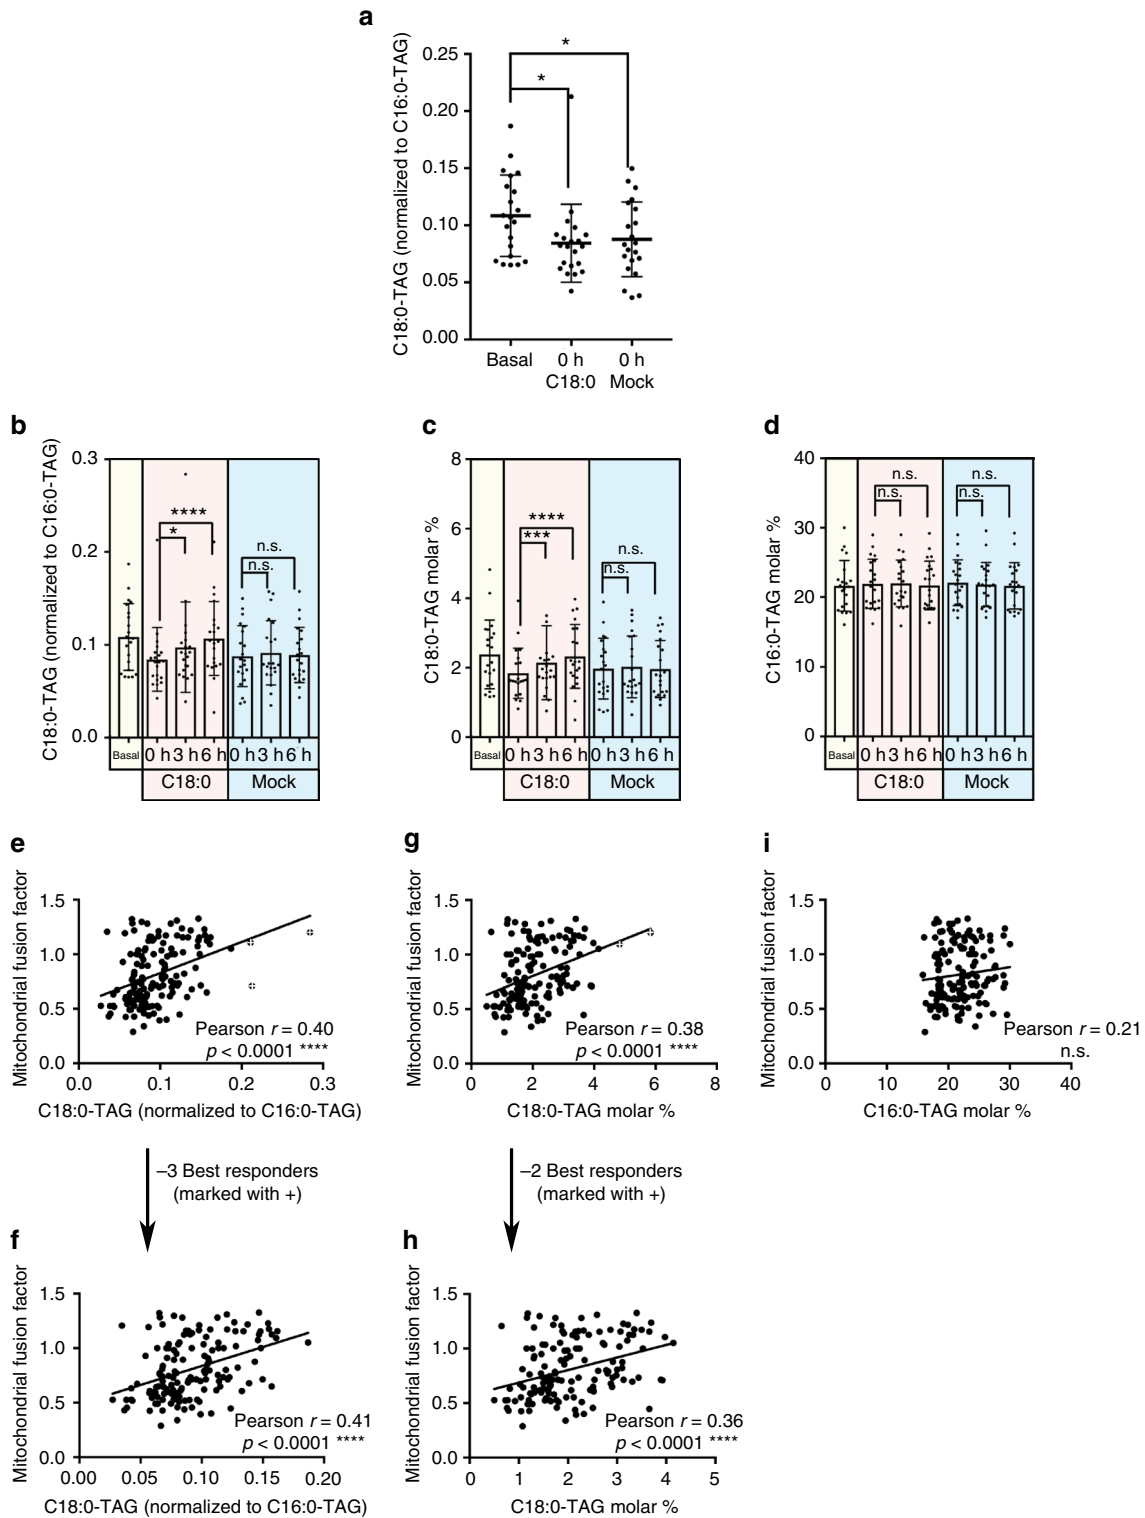 a
C18:0-TAG (normalized to C16:0-TAG)
0.25
0.20
0.15
0.10
0.05
0.00
*
*
Basal 0 h 0 h
C18:0 Mock
b
C18:0-TAG (normalized to C16:0-TAG)
0.3
0.2
0.1
0.0
****
*
n.s.
n.s.
Basal 0 h 3 h 6 h 0 h 3 h 6 h
C18:0 Mock
c
C18:0-TAG molar %
8
6
4
2
0
****
***
n.s.
n.s.
Basal 0 h 3 h 6 h 0 h 3 h 6 h
C18:0 Mock
d
C16:0-TAG molar %
40
30
20
10
0
n.s.
n.s.
n.s.
n.s.
Basal 0 h 3 h 6 h 0 h 3 h 6 h
C18:0 Mock
e
Mitochondrial fusion factor
1.5
1.0
0.5
0.0
Pearson r = 0.40
p < 0.0001 ****
0.0 0.1 0.2 0.3
C18:0-TAG (normalized to C16:0-TAG)
g
Mitochondrial fusion factor
1.5
1.0
0.5
0.0
Pearson r = 0.38
p < 0.0001 ****
0 2 4 6 8
C18:0-TAG molar %
i
Mitochondrial fusion factor
1.5
1.0
0.5
0.0
Pearson r = 0.21
n.s.
0 10 20 30 40
C16:0-TAG molar %
–3 Best responders
(marked with +)
–2 Best responders
(marked with +)
f
Mitochondrial fusion factor
1.5
1.0
0.5
0.0
Pearson r = 0.41
p < 0.0001 ****
0.00 0.05 0.10 0.15 0.20
C18:0-TAG (normalized to C16:0-TAG)
h
Mitochondrial fusion factor
1.5
1.0
0.5
0.0
Pearson r = 0.36
p < 0.0001 ****
0 1 2 3 4 5
C18:0-TAG molar %